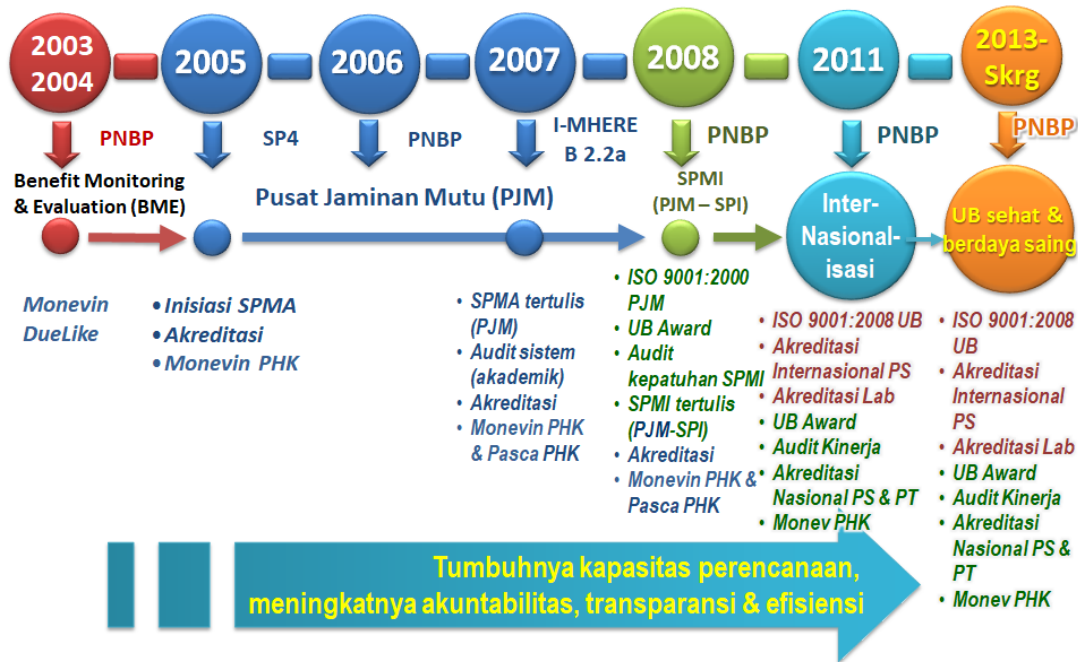 2003
2004
2005
2006
2007
2008
2011
2013-
Skrg
PNBP
SP4
PNBP
I-MHERE
B 2.2a
PNBP
PNBP
PNBP
Benefit Monitoring
& Evaluation (BME)
Pusat Jaminan Mutu (PJM)
SPMI
(PJM – SPI)
Inter-
Nasional-
isasi
UB sehat &
berdaya saing
Monevin
DueLike
• Inisiasi SPMA
• Akreditasi
• Monevin PHK
• SPMA tertulis
(PJM)
• Audit sistem
(akademik)
• Akreditasi
• Monevin PHK
& Pasca PHK
• ISO 9001:2000
PJM
• UB Award
• Audit
kepatuhan SPMI
• SPMI tertulis
(PJM-SPI)
• Akreditasi
• Monevin PHK &
Pasca PHK
• ISO 9001:2008 UB
• Akreditasi
Internasional PS
• Akreditasi Lab
• UB Award
• Audit Kinerja
• Akreditasi
Nasional PS & PT
• Monev PHK
• ISO 9001:2008
UB
• Akreditasi
Internasional
PS
• Akreditasi Lab
• UB Award
• Audit Kinerja
• Akreditasi
Nasional PS &
PT
• Monev PHK
Tumbuhnya kapasitas perencanaan,
meningkatnya akuntabilitas, transparansi & efisiensi